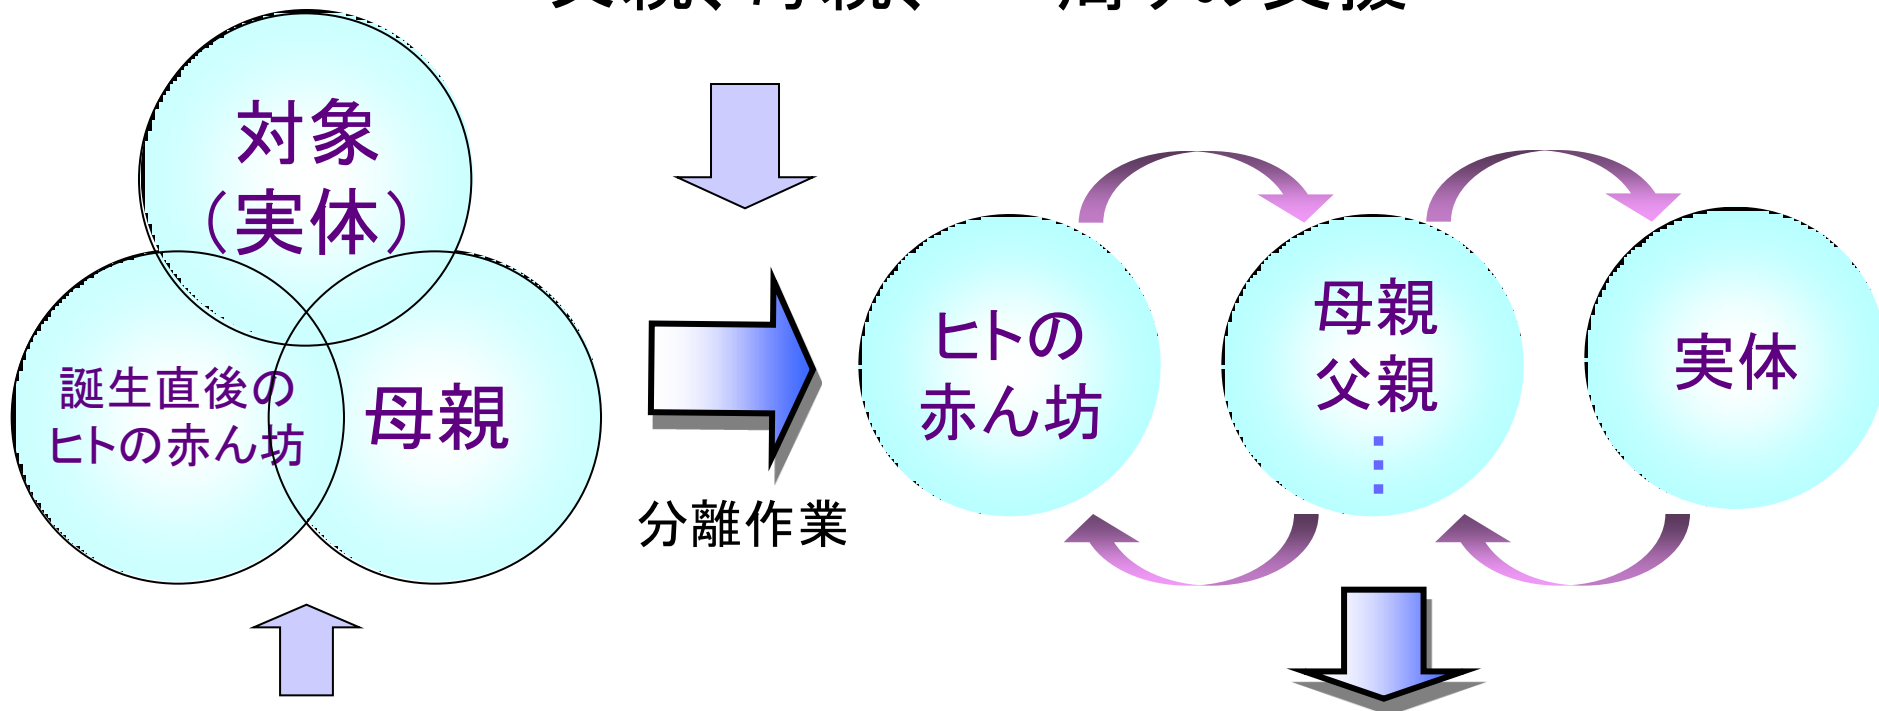 対象
(実体)
誕生直後の
ヒトの赤ん坊
母親
分離作業
ヒトの
赤ん坊
母親
父親
実体